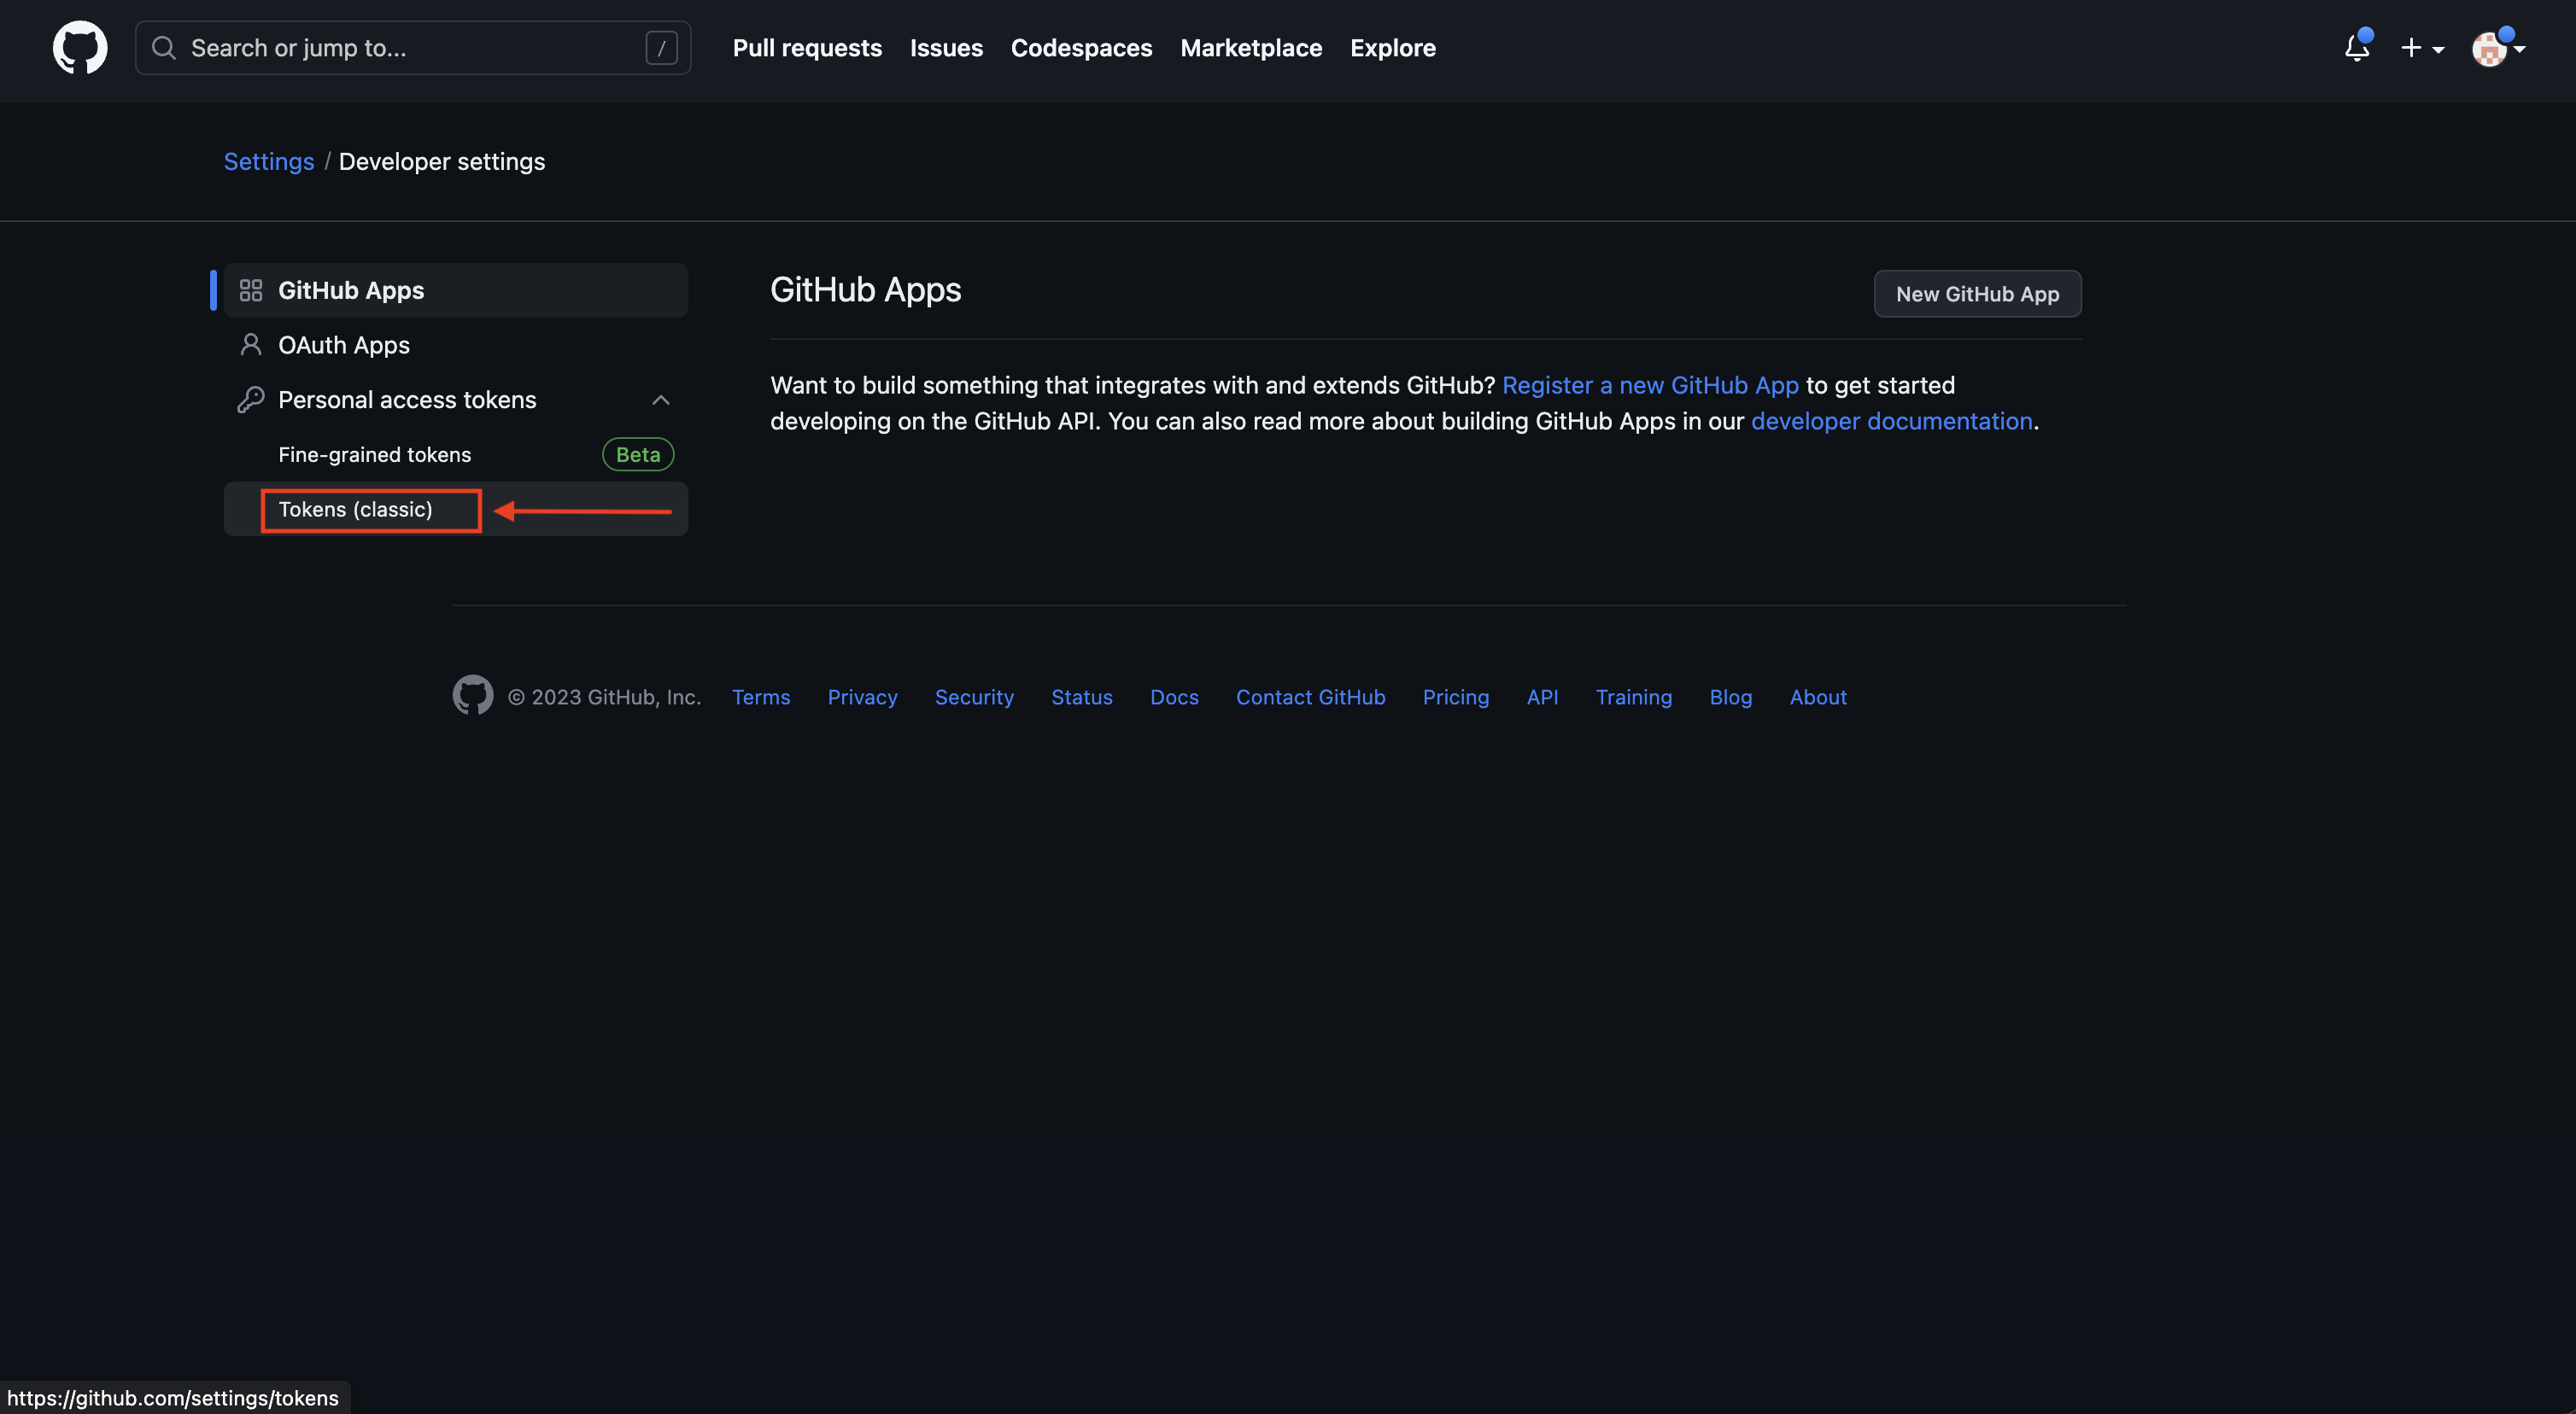 Search or jump to... /
Pull requests Issues Codespaces Marketplace Explore
Settings / Developer settings
GitHub Apps
OAuth Apps
Personal access tokens
Fine-grained tokens Beta
Tokens (classic)
GitHub Apps
New GitHub App
Want to build something that integrates with and extends GitHub? Register a new GitHub App to get started
developing on the GitHub API. You can also read more about building GitHub Apps in our developer documentation.
© 2023 GitHub, Inc. Terms Privacy Security Status Docs Contact GitHub Pricing API Training Blog About
https://github.com/settings/tokens